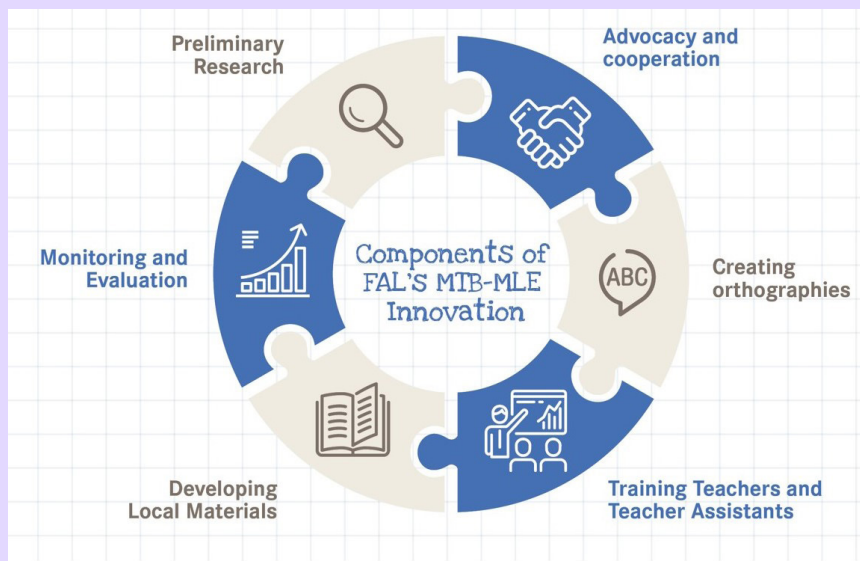 Preliminary
Research
Advocacy and
cooperation
Monitoring and
Evaluation
Components of
FAL'S MTB-MLE
Innovation
ABC
Creating
orthographies
Developing
Local Materials
Training Teachers and
Teacher Assistants